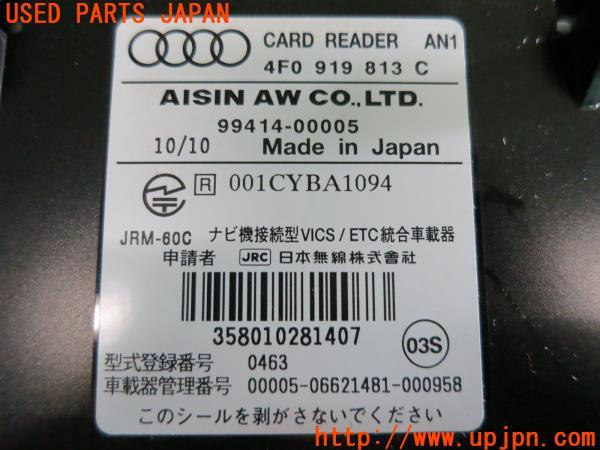 USED PARTS JAPAN
CARD READER AN1
4F0 919 813 C
AISIN AW CO.,LTD.
99414-00005
10/10 Made in Japan
R 001CYBA1094
JRM-60C ナビ機接続型VICS/ETC統合車載器
申請者 JRC 日本無線株式会社
358010281407
03S
型式登録番号 0463
車載器管理番号 00005-06621481-000958
このシールを剥がさないでください
http://www.upjpn.com